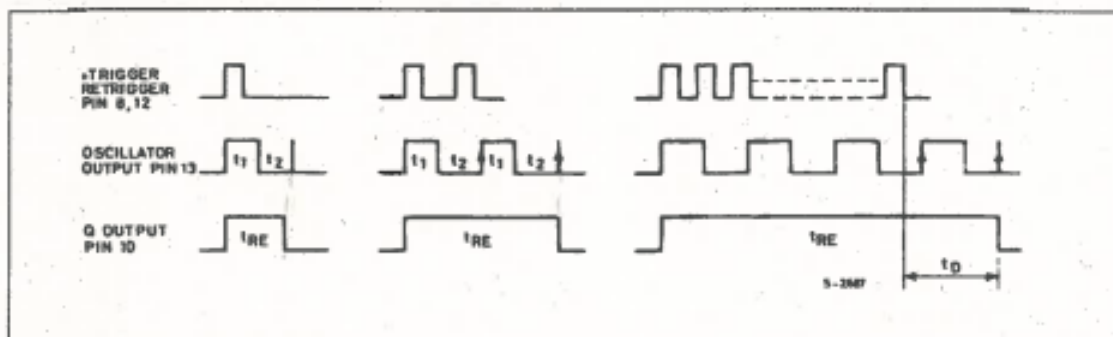 +TRIGGER
RETRIGGER
PIN 8, 12
OSCILLATOR
OUTPUT PIN 13
t1 t2
t1 t2 t1 t2
Q OUTPUT
PIN 10
tRE
tRE
tRE
tD
S-2687